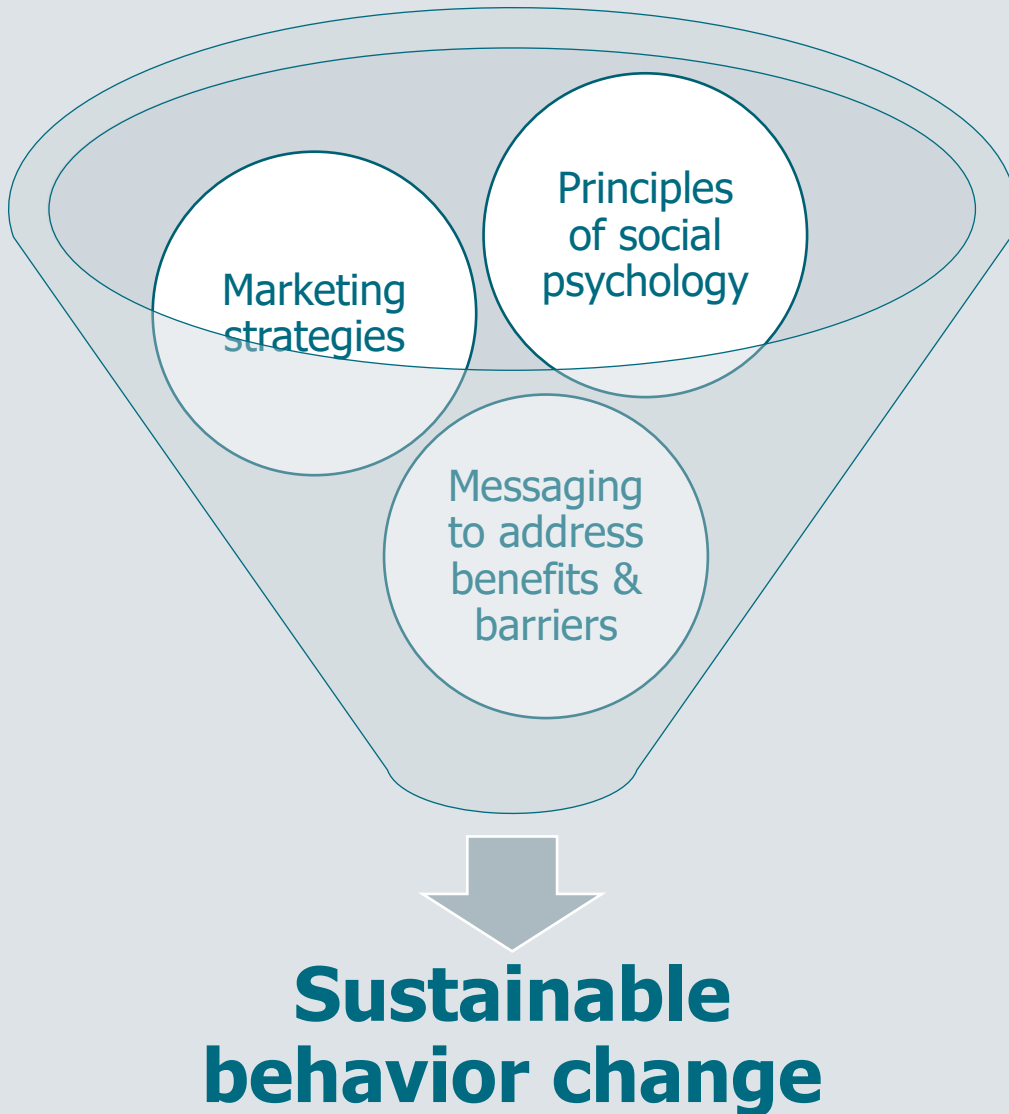 Principles
of social
psychology
Marketing
strategies
Messaging
to address
benefits &
barriers
Sustainable
behavior change